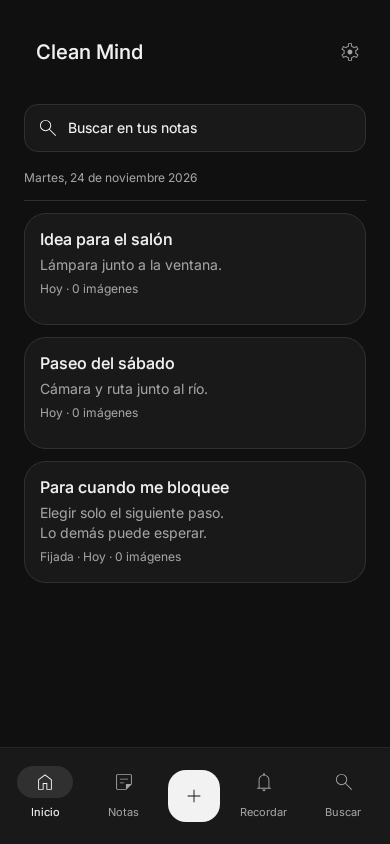 Clean Mind
Buscar en tus notas
Martes, 24 de noviembre 2026
Idea para el salón
Lámpara junto a la ventana.
Hoy · 0 imágenes
Paseo del sábado
Cámara y ruta junto al río.
Hoy · 0 imágenes
Para cuando me bloquee
Elegir solo el siguiente paso.
Lo demás puede esperar.
Fijada · Hoy · 0 imágenes
Inicio
Notas
Recordar
Buscar